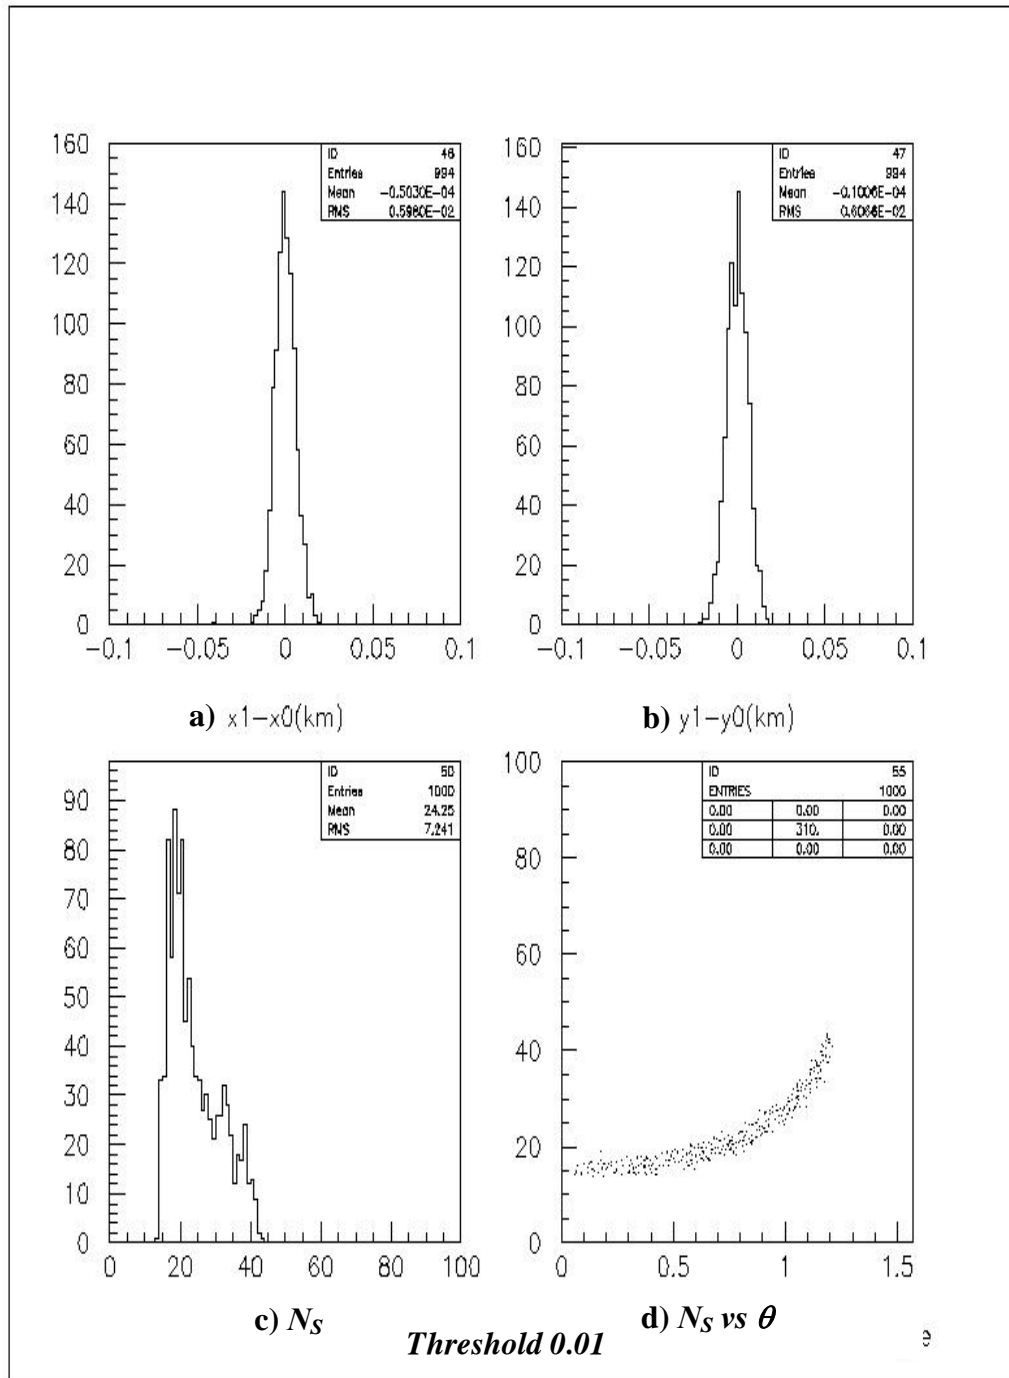 160
140
120
100
80
60
40
20
0
ID 46
Entries 994
Mean -0.5030E-04
RMS 0.5980E-02
-0.1 -0.05 0 0.05 0.1
a) x1-x0(km)
160
140
120
100
80
60
40
20
0
ID 47
Entries 994
Mean -0.1006E-04
RMS 0.6066E-02
-0.1 -0.05 0 0.05 0.1
b) y1-y0(km)
90
80
70
60
50
40
30
20
10
0
ID 50
Entries 1000
Mean 24.25
RMS 7.241
0 20 40 60 80 100
c) NS
100
80
60
40
20
0
ID 55
ENTRIES 1000
0.00 0.00 0.00
0.00 310. 0.00
0.00 0.00 0.00
0 0.5 1 1.5
d) NS vs θ
Threshold 0.01
e